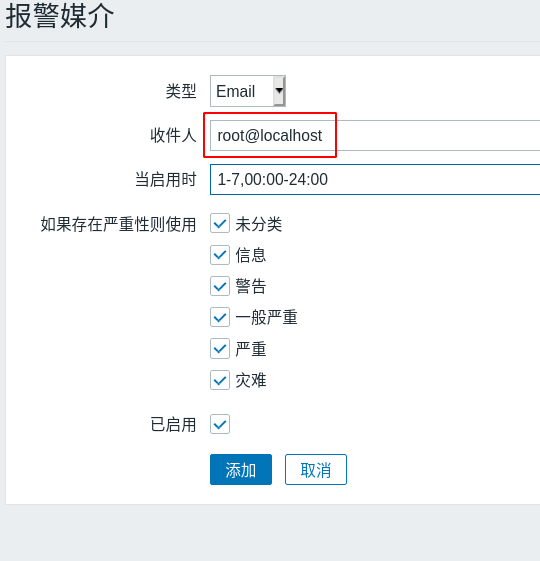 报警媒介
类型 Email
收件人 root@localhost
当启用时 1-7,00:00-24:00
如果存在严重性则使用 未分类
信息
警告
一般严重
严重
灾难
已启用
添加 取消